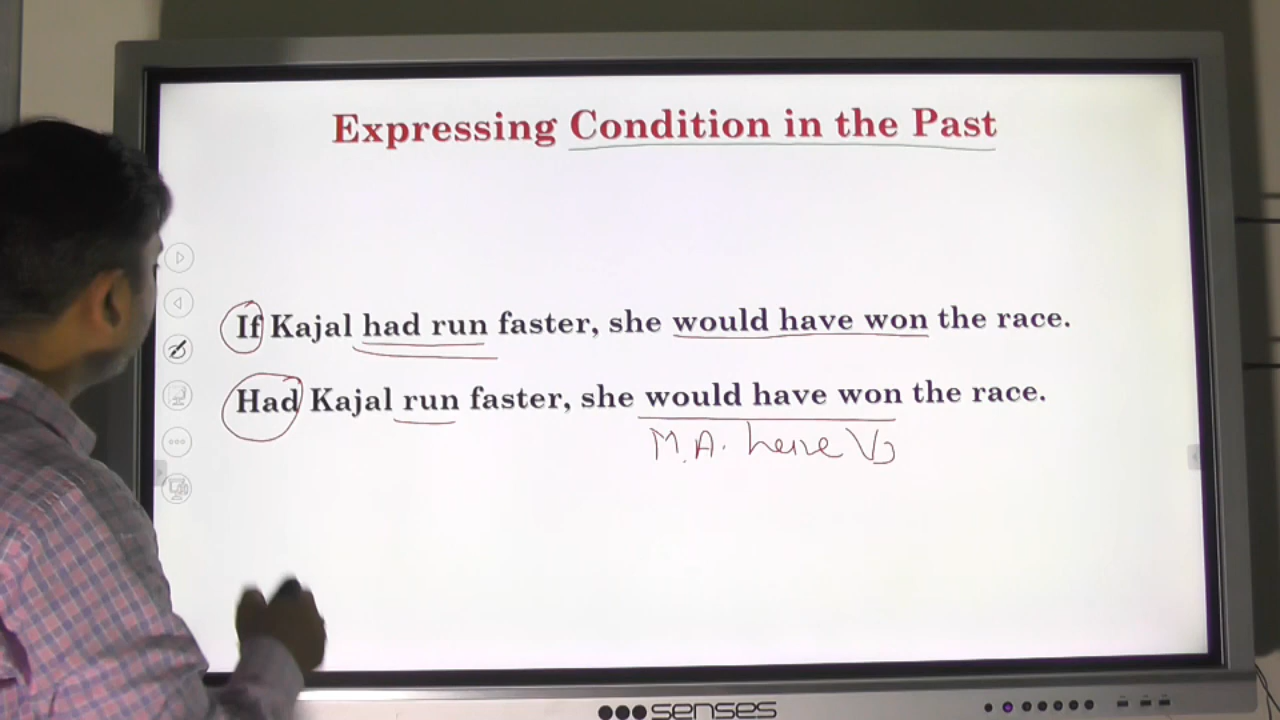 Expressing Condition in the Past
If Kajal had run faster, she would have won the race.
Had Kajal run faster, she would have won the race.
M.A. have V3
senses